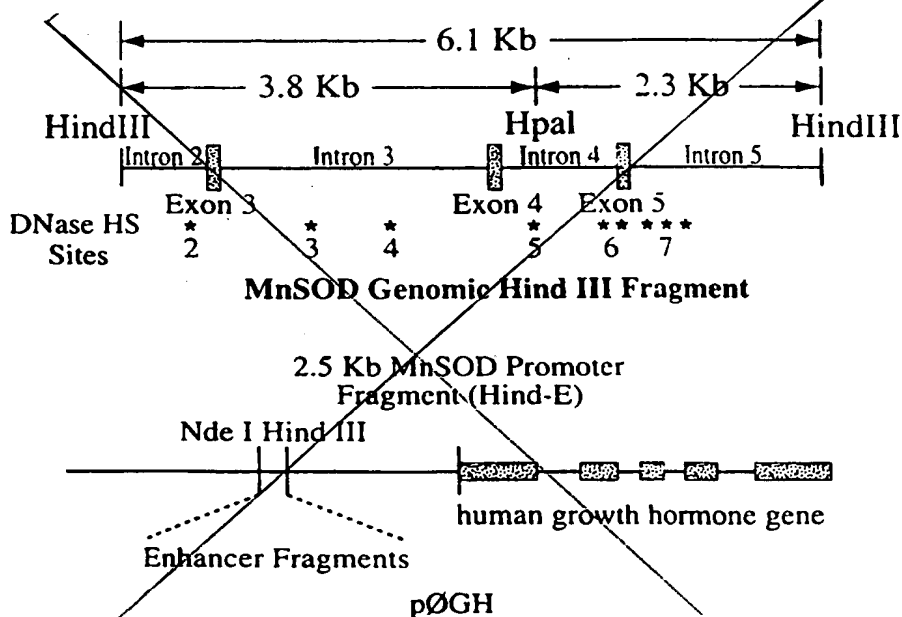 6.1 Kb
3.8 Kb 2.3 Kb
HindIII HpaI HindIII
Intron 2 Intron 3 Intron 4 Intron 5
Exon 3 Exon 4 Exon 5
DNase HS Sites
* * * * * * * * *
2 3 4 5 6 7
MnSOD Genomic Hind III Fragment
2.5 Kb MnSOD Promoter
Fragment (Hind-E)
Nde I Hind III
human growth hormone gene
Enhancer Fragments
pØGH